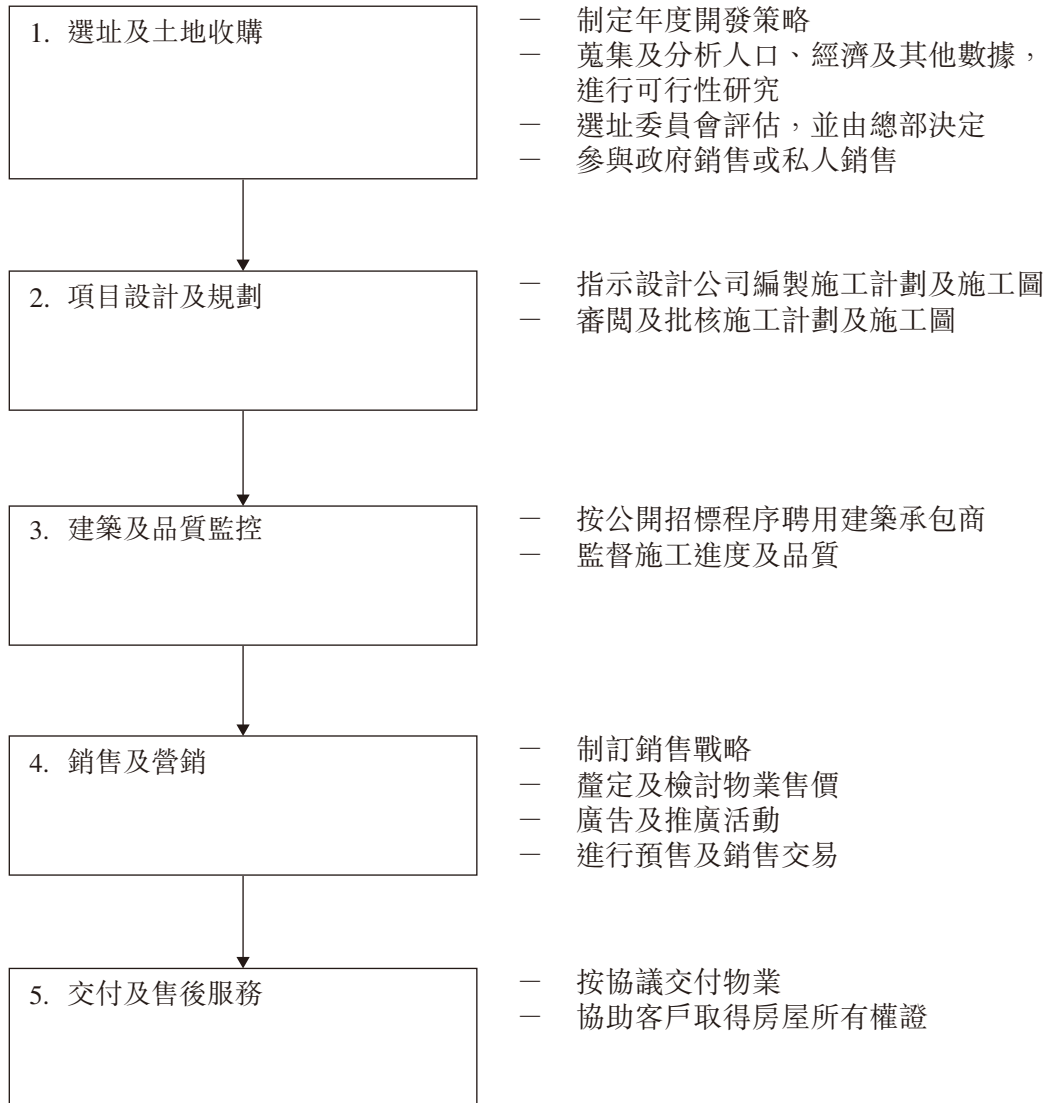 1. 選址及土地收購
— 制定年度開發策略
— 蒐集及分析人口、經濟及其他數據，
進行可行性研究
— 選址委員會評估，並由總部決定
— 參與政府銷售或私人銷售
2. 項目設計及規劃
— 指示設計公司編製施工計劃及施工圖
— 審閱及批核施工計劃及施工圖
3. 建築及品質監控
— 按公開招標程序聘用建築承包商
— 監督施工進度及品質
4. 銷售及營銷
— 制訂銷售戰略
— 釐定及檢討物業售價
— 廣告及推廣活動
— 進行預售及銷售交易
5. 交付及售後服務
— 按協議交付物業
— 協助客戶取得房屋所有權證